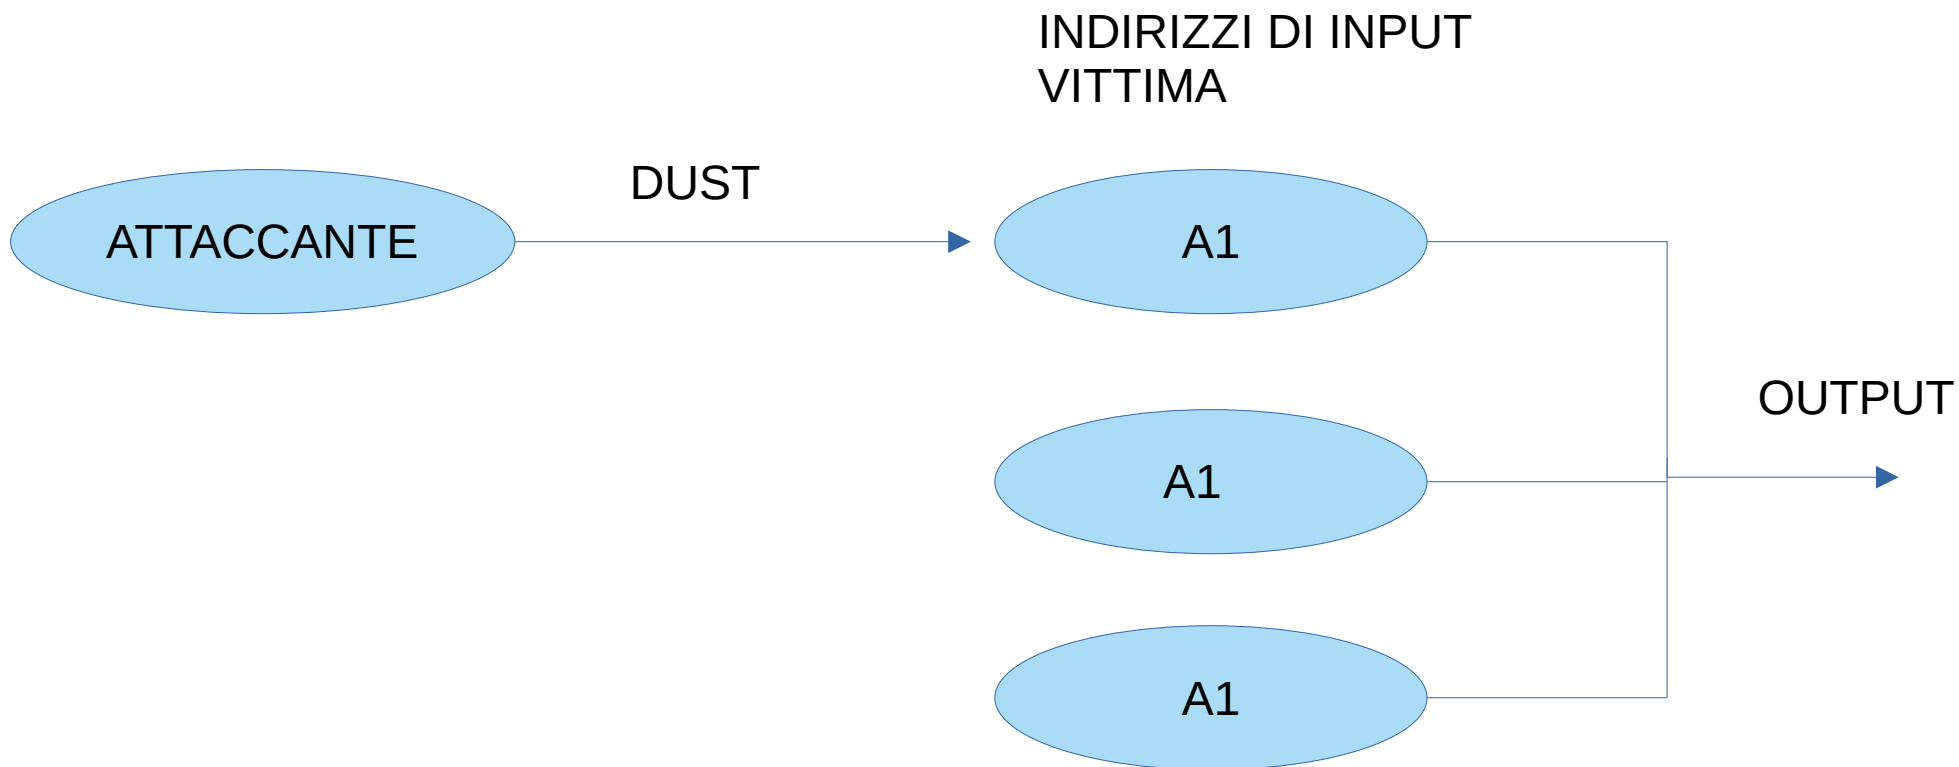 INDIRIZZI DI INPUT
VITTIMA
DUST
ATTACCANTE
A1
OUTPUT
A1
A1